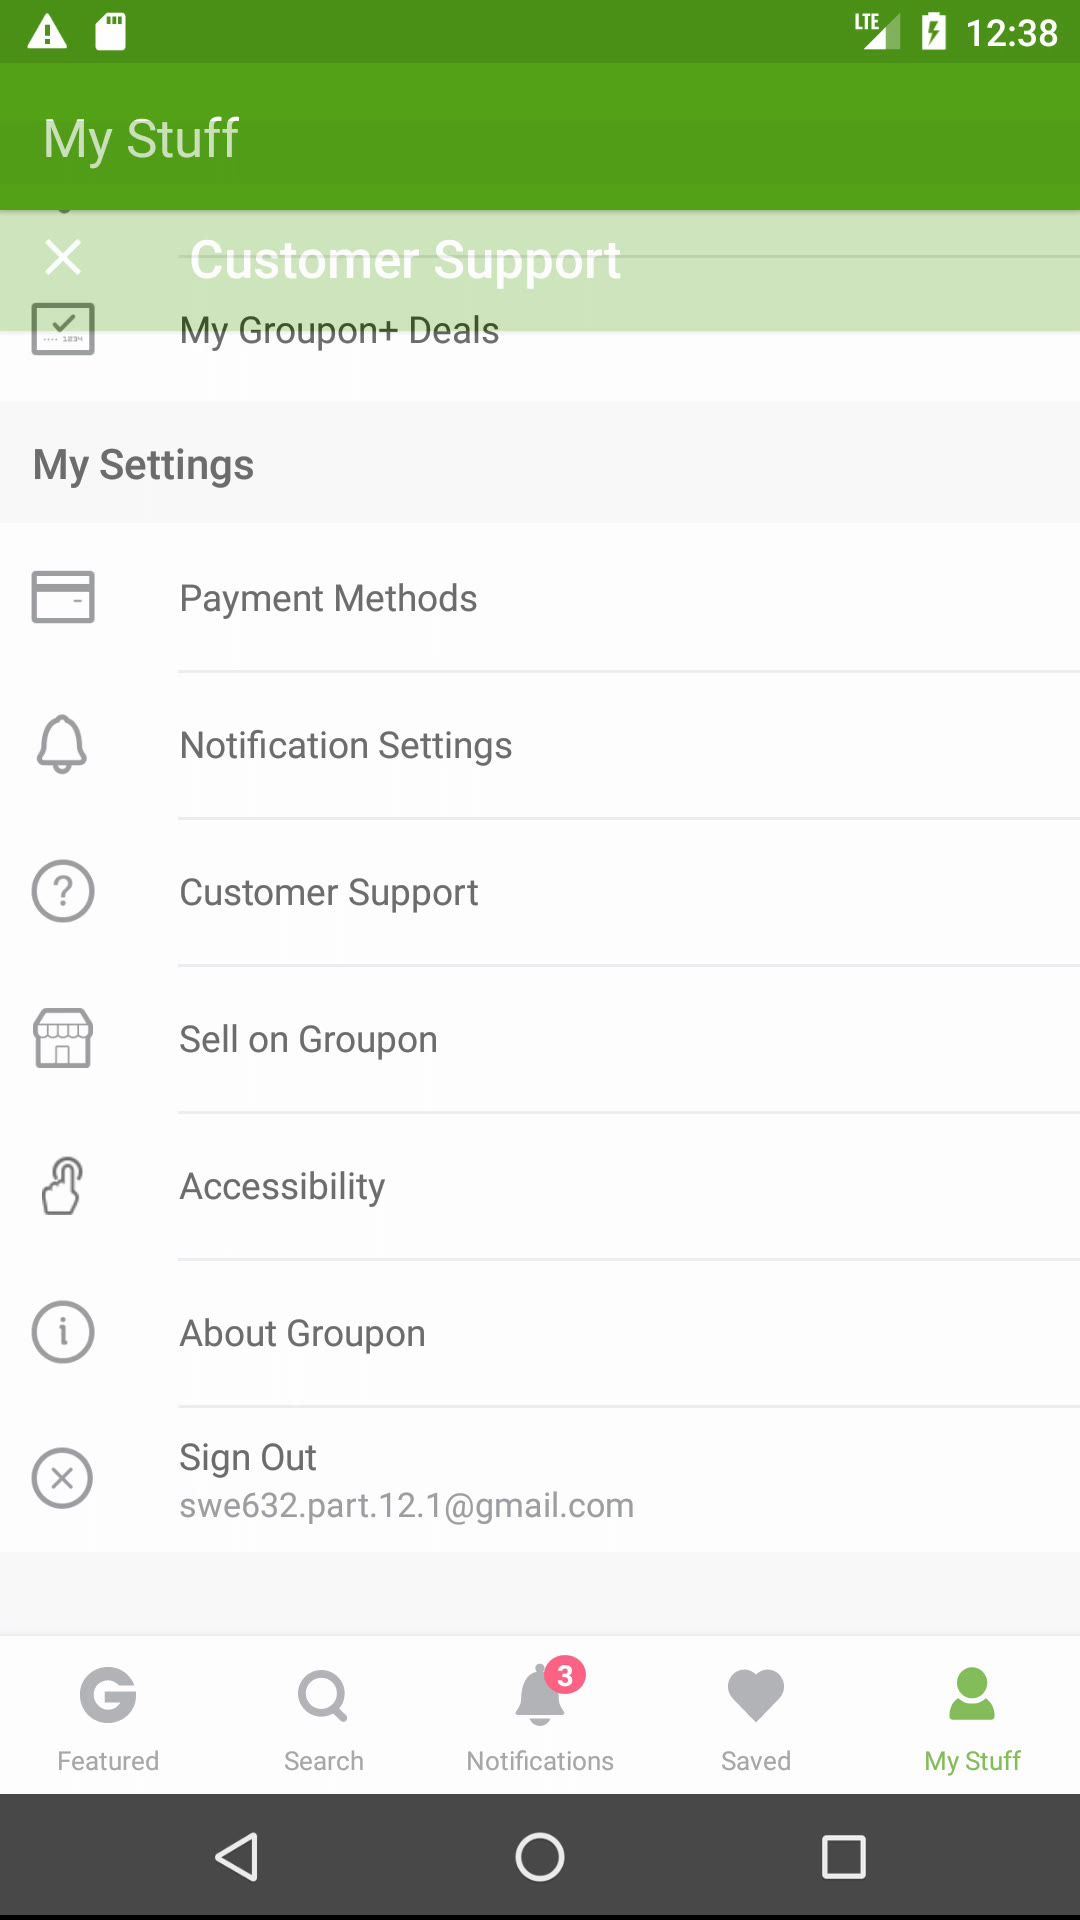 LTE 12:38
My Stuff
Customer Support
1234
My Groupon+ Deals
My Settings
Payment Methods
Notification Settings
Customer Support
Sell on Groupon
Accessibility
About Groupon
Sign Out
swe632.part.12.1@gmail.com
3
Featured
Search
Notifications
Saved
My Stuff